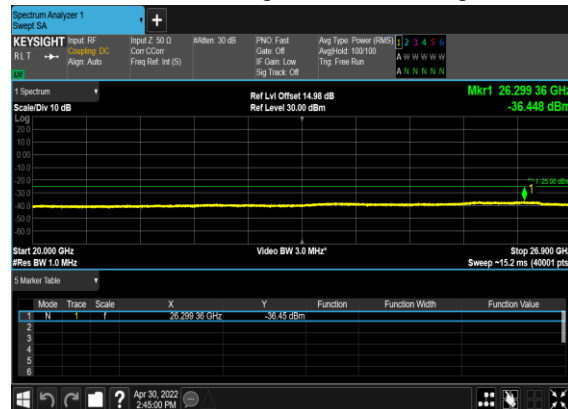 Spectrum Analyzer 1
Swept SA
+
KEYSIGHT Input: RF Input Z: 50 Ω #Atten: 30 dB PNO: Fast Avg Type: Power (RMS) 1 2 3 4 5 6
RLT Coupling: DC Corr CCorr Gate: Off Avg|Hold: 100/100 A W W W W W
Align: Auto Freq Ref: Int (S) IF Gain: Low Trig: Free Run
LW Sig Track: Off A N N N N N
1 Spectrum Ref Lvl Offset 14.98 dB Mkr1 26.299 36 GHz
Scale/Div 10 dB Ref Level 30.00 dBm -36.448 dBm
Log
20.0
10.0
0.00
-10.0
-20.0
-25.00 dBm
-30.0
1
-40.0
-50.0
-60.0
Start 20.000 GHz Video BW 3.0 MHz* Stop 26.900 GHz
#Res BW 1.0 MHz Sweep ~15.2 ms (40001 pts
5 Marker Table
Mode Trace Scale X Y Function Function Width Function Value
1 N 1 f 26.299 36 GHz -36.45 dBm
2
3
4
5
6
? Apr 30, 2022
2:45:00 PM